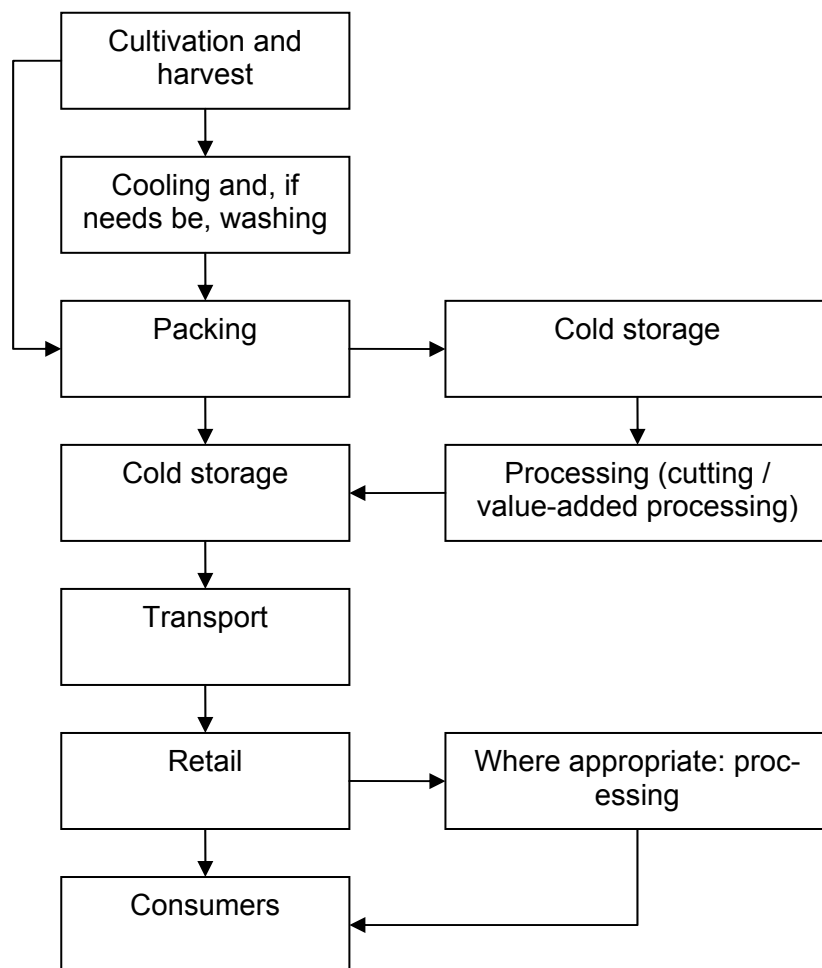 Cultivation and
harvest
Cooling and, if
needs be, washing
Packing
Cold storage
Cold storage
Processing (cutting /
value-added processing)
Transport
Retail
Where appropriate: proc-
essing
Consumers